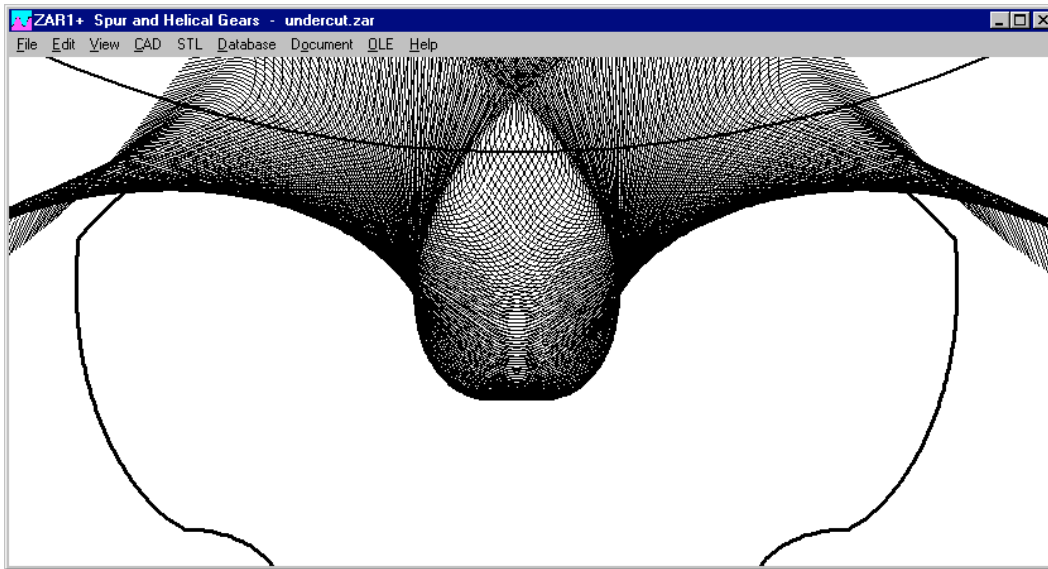 ZAR1+ Spur and Helical Gears - undercut.zar
File Edit View CAD STL Database Document OLE Help